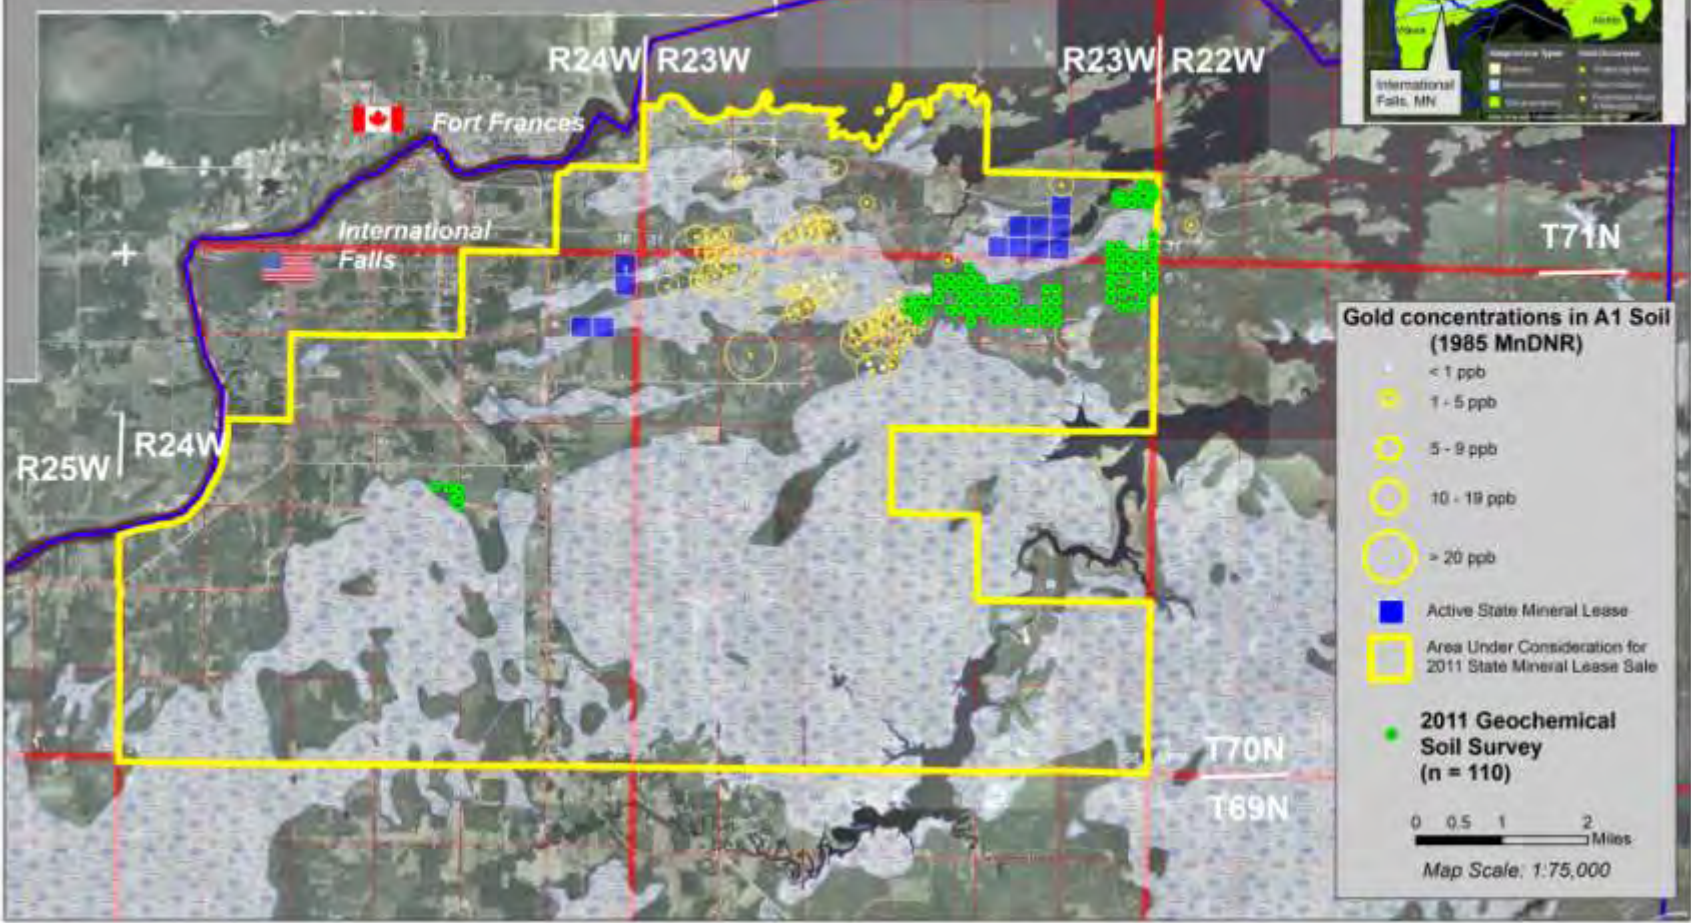 R24W
R23W
R23W
R22W
International
Falls, MN
Fort Frances
International
Falls
T71N
R25W
R24W
T70N
T69N
Gold concentrations in A1 Soil
(1985 MnDNR)
< 1 ppb
1 - 5 ppb
5 - 9 ppb
10 - 19 ppb
> 20 ppb
Active State Mineral Lease
Area Under Consideration for
2011 State Mineral Lease Sale
2011 Geochemical
Soil Survey
(n = 110)
0 0.5 1 2
Miles
Map Scale: 1:75,000